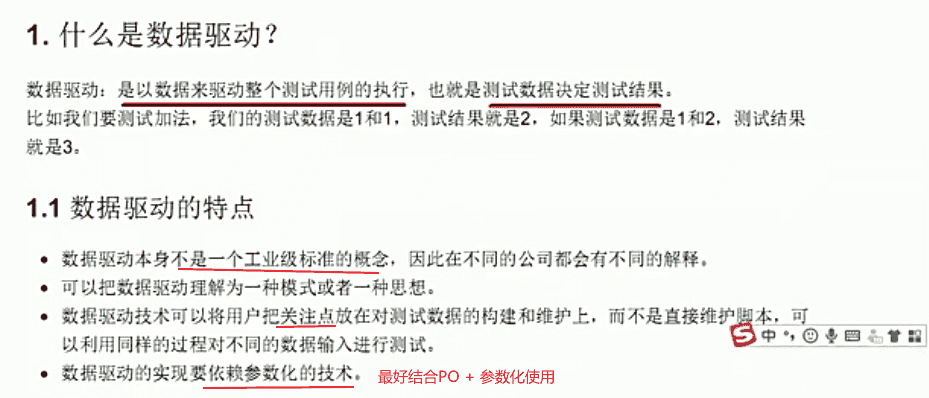 1. 什么是数据驱动？
数据驱动：是以数据来驱动整个测试用例的执行，也就是测试数据决定测试结果。
比如我们要测试加法，我们的测试数据是1和1，测试结果就是2，如果测试数据是1和2，测试结果
就是3。
1.1 数据驱动的特点
• 数据驱动本身不是一个工业级标准的概念，因此在不同的公司都会有不同的解释。
• 可以把数据驱动理解为一种模式或者一种思想。
• 数据驱动技术可以将用户把关注点放在对测试数据的构建和维护上，而不是直接维护脚本，可
以利用同样的过程对不同的数据输入进行测试。
• 数据驱动的实现要依赖参数化的技术。 最好结合PO + 参数化使用
S 中